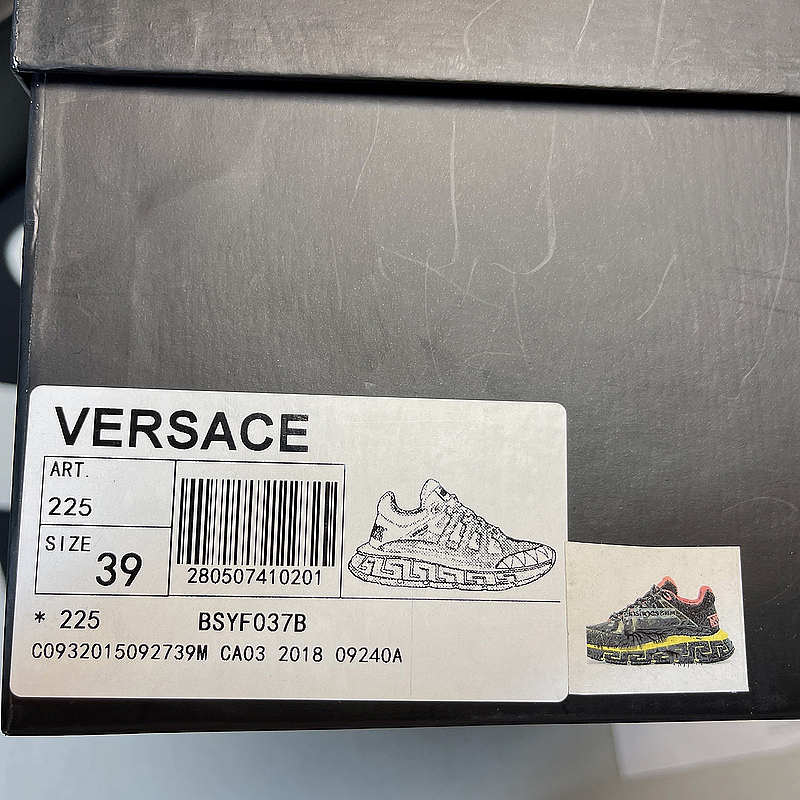 VERSACE
ART.
225
SIZE 39
280507410201
* 225 BSYF037B
C0932015092739M CA03 2018 09240A